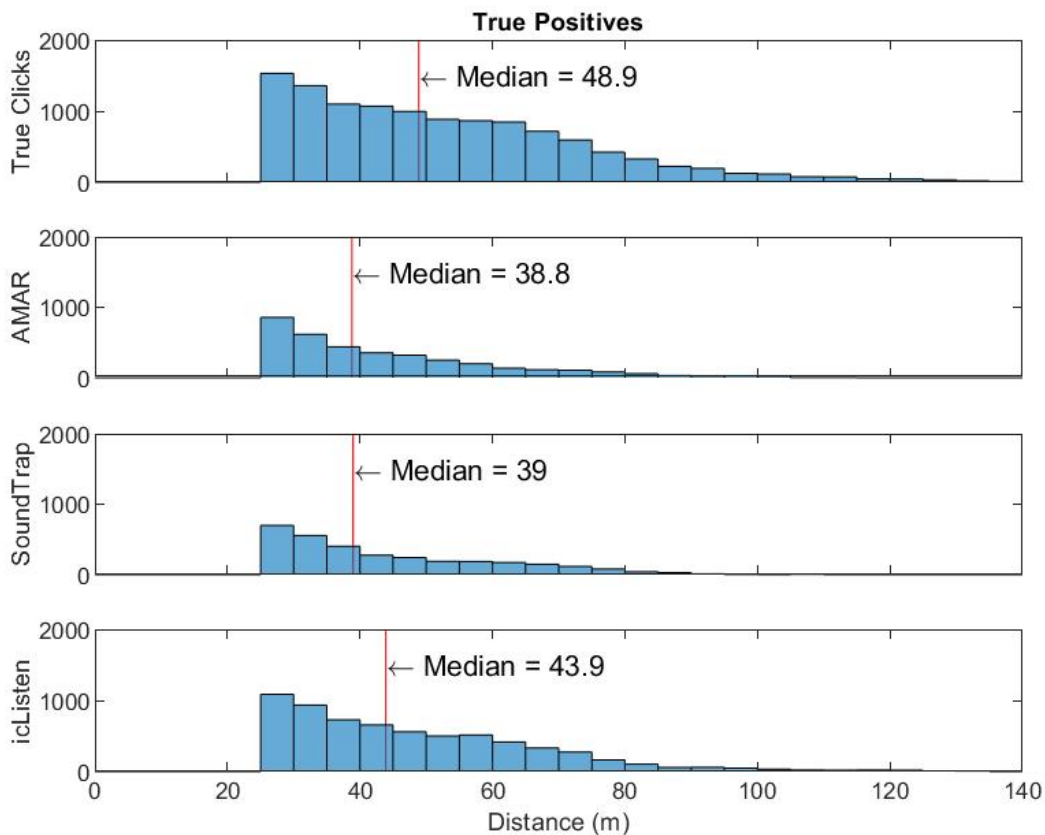 True Positives
2000
1000
0
True Clicks
← Median = 48.9
2000
1000
0
AMAR
← Median = 38.8
2000
1000
0
SoundTrap
← Median = 39
2000
1000
0
icListen
← Median = 43.9
0 20 40 60 80 100 120 140
Distance (m)